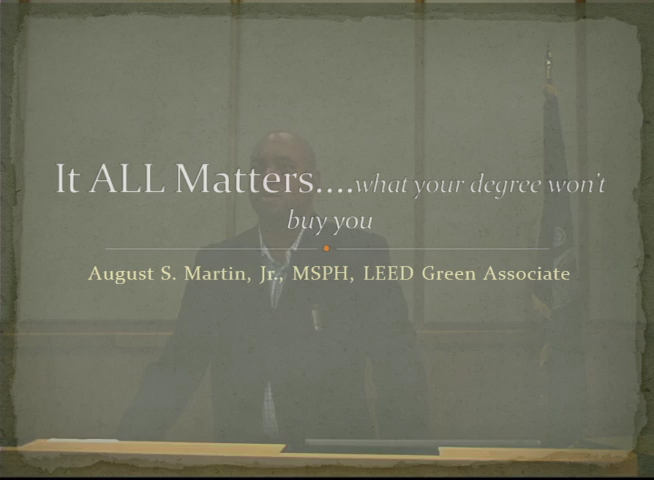 It ALL Matters....what your degree won't
buy you
August S. Martin, Jr., MSPH, LEED Green Associate